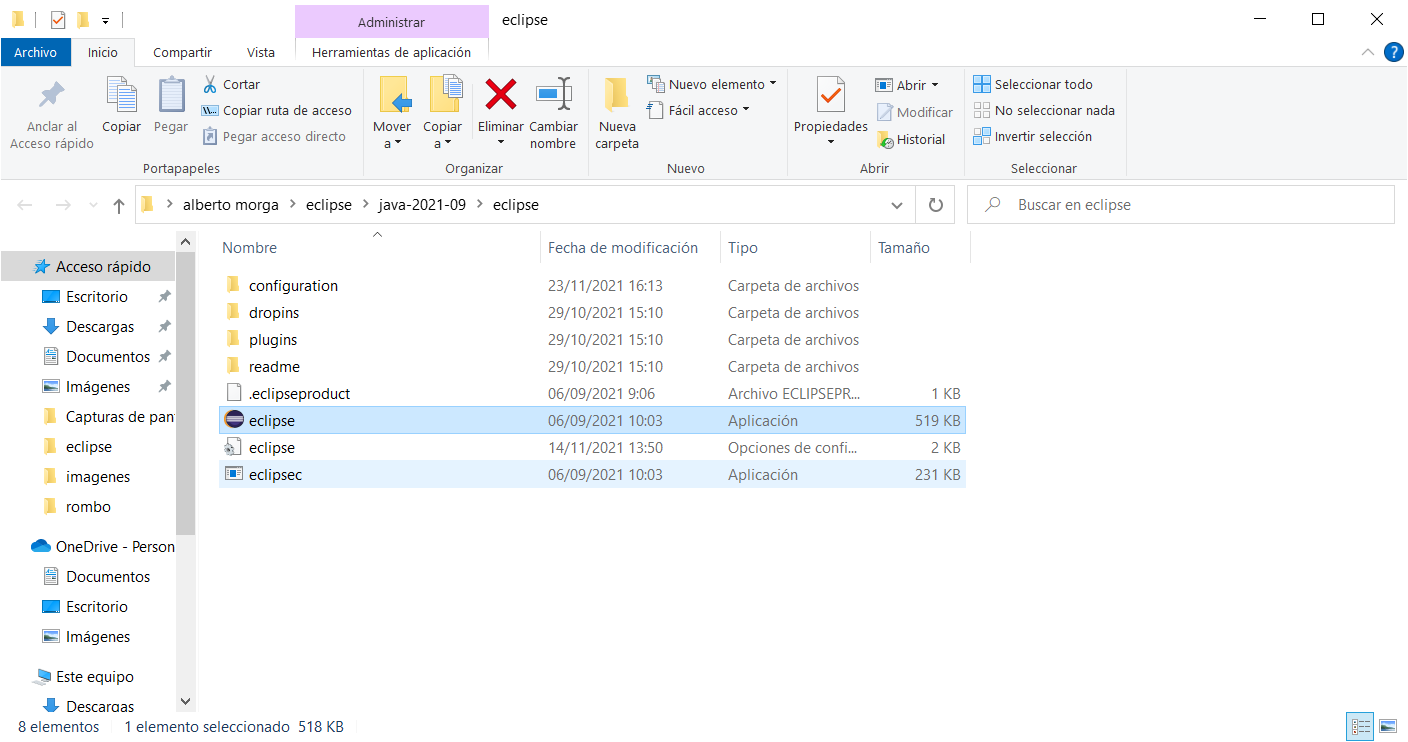 Administrar
eclipse
Archivo
Inicio
Compartir
Vista
Herramientas de aplicación
Anclar al
Acceso rápido
Copiar
Pegar
Cortar
Copiar ruta de acceso
Pegar acceso directo
Portapapeles
Mover
a
Copiar
a
Eliminar
Cambiar
nombre
Organizar
Nueva
carpeta
Nuevo elemento
Fácil acceso
Nuevo
Propiedades
Abrir
Modificar
Historial
Abrir
Seleccionar todo
No seleccionar nada
Invertir selección
Seleccionar
alberto morga > eclipse > java-2021-09 > eclipse
Buscar en eclipse
Acceso rápido
Escritorio
Descargas
Documentos
Imágenes
Capturas de pan
eclipse
imagenes
rombo
OneDrive - Person
Documentos
Escritorio
Imágenes
Este equipo
Descargas
Nombre Fecha de modificación Tipo Tamaño
configuration 23/11/2021 16:13 Carpeta de archivos
dropins 29/10/2021 15:10 Carpeta de archivos
plugins 29/10/2021 15:10 Carpeta de archivos
readme 29/10/2021 15:10 Carpeta de archivos
.eclipseproduct 06/09/2021 9:06 Archivo ECLIPSEPR... 1 KB
eclipse 06/09/2021 10:03 Aplicación 519 KB
eclipse 14/11/2021 13:50 Opciones de confi... 2 KB
eclipsec 06/09/2021 10:03 Aplicación 231 KB
8 elementos 1 elemento seleccionado 518 KB